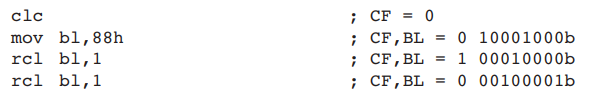 clc ; CF = 0
mov bl,88h ; CF,BL = 0 10001000b
rcl bl,1 ; CF,BL = 1 00010000b
rcl bl,1 ; CF,BL = 0 00100001b